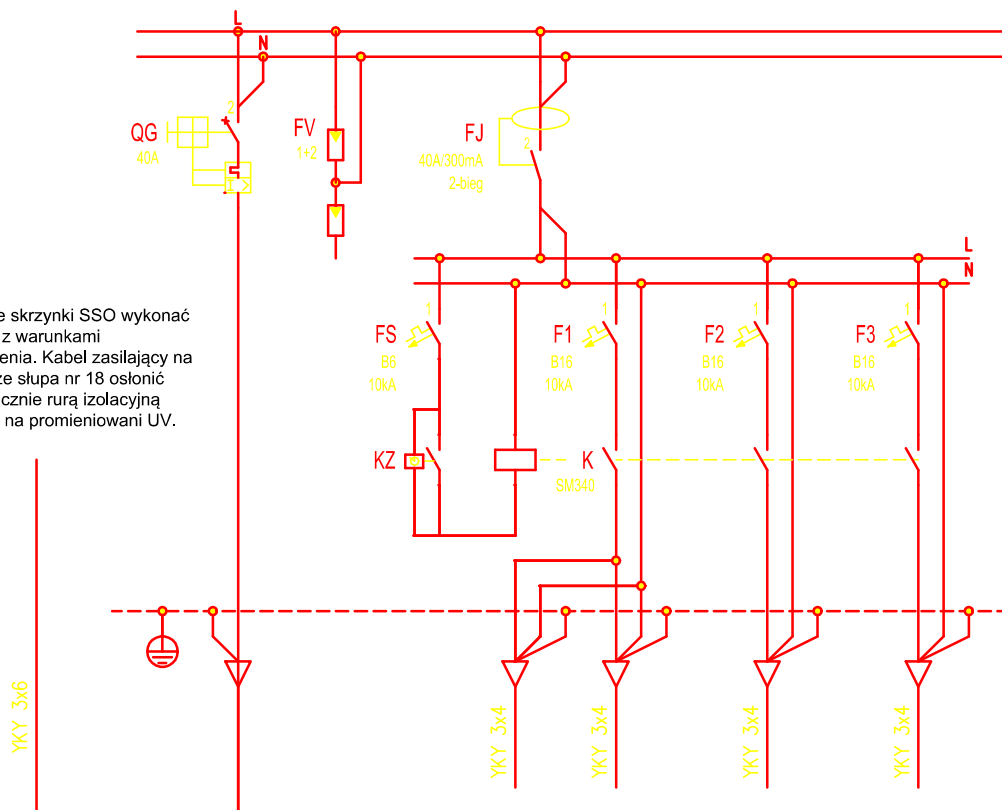 L
N
QG
40A
2
FV
1+2
FJ
40A/300mA
2-bieg
2
L
N
e skrzynki SSO wykonać
z warunkami
enia. Kabel zasilający na
ze słupa nr 18 osłonić
cznie rurą izolacyjną
na promieniowani UV.
FS
B6
10kA
1
F1
B16
10kA
1
F2
B16
10kA
1
F3
B16
10kA
1
KZ
K
SM340
YKY 3x6
YKY 3x4
YKY 3x4
YKY 3x4
YKY 3x4